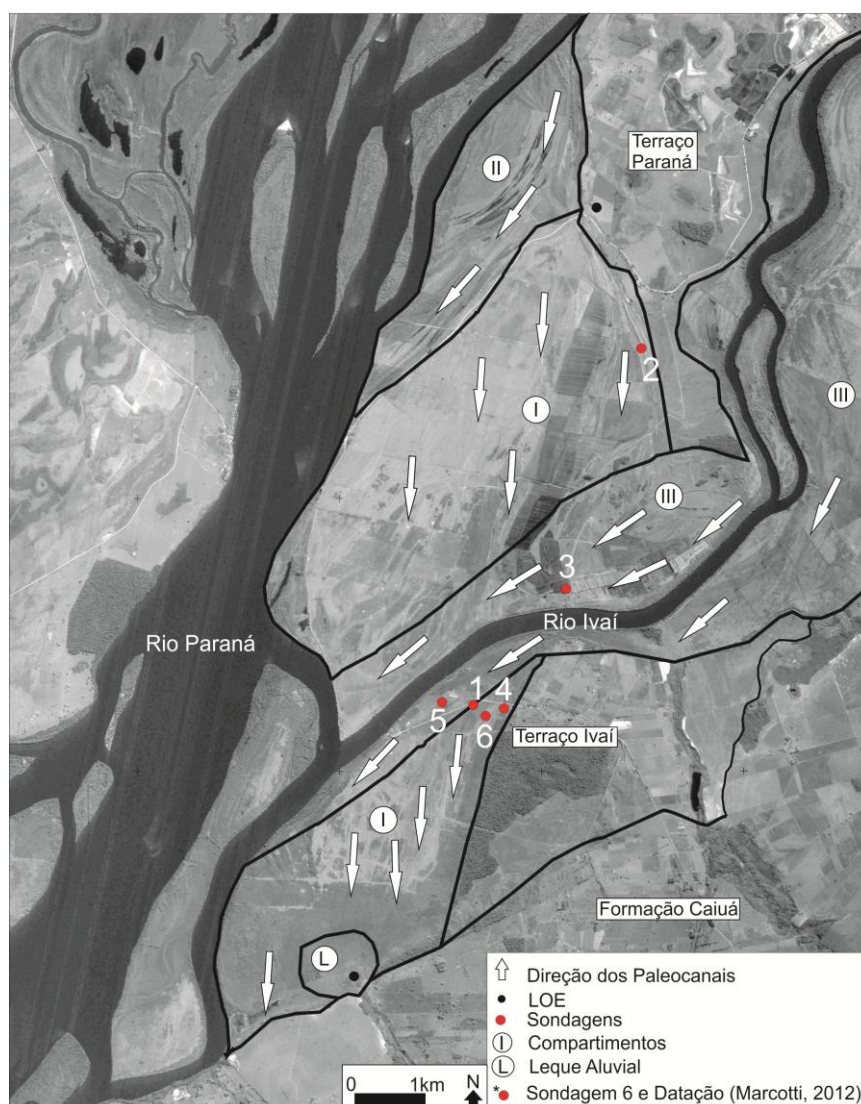 II
Terraço
Paraná
2
I
III
III
3
Rio Ivaí
Rio Paraná
1
4
5
6
Terraço Ivaí
I
Formação Caiuá
L
Direção dos Paleocanais
LOE
Sondagens
I Compartimentos
L Leque Aluvial
0 1km N
* Sondagem 6 e Datação (Marcotti, 2012)